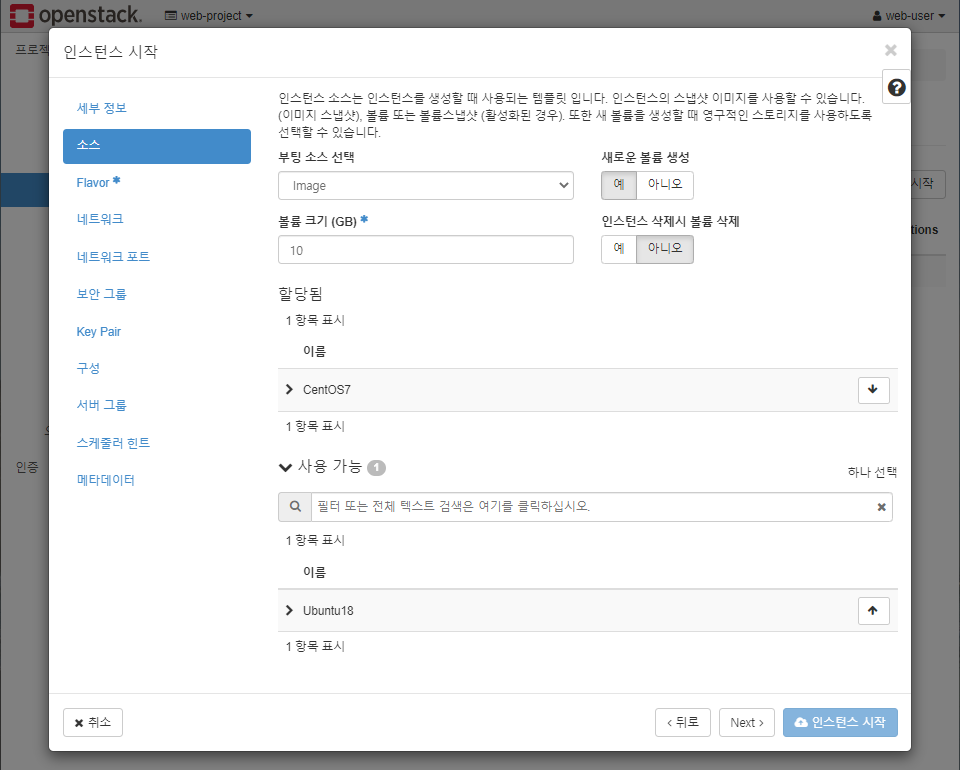 openstack. web-project web-user
프로젝
인스턴스 시작
세부 정보
소스
Flavor *
네트워크
네트워크 포트
보안 그룹
Key Pair
구성
서버 그룹
스케줄러 힌트
메타데이터
인증
인스턴스 소스는 인스턴스를 생성할 때 사용되는 템플릿 입니다. 인스턴스의 스냅샷 이미지를 사용할 수 있습니다.
(이미지 스냅샷), 볼륨 또는 볼륨스냅샷 (활성화된 경우). 또한 새 볼륨을 생성할 때 영구적인 스토리지를 사용하도록
선택할 수 있습니다.
부팅 소스 선택 새로운 볼륨 생성
Image 예 아니오
볼륨 크기 (GB) * 인스턴스 삭제시 볼륨 삭제
10 예 아니오
할당됨
1 항목 표시
이름
CentOS7
1 항목 표시
사용 가능 1 하나 선택
필터 또는 전체 텍스트 검색은 여기를 클릭하십시오.
1 항목 표시
이름
Ubuntu18
1 항목 표시
시작
tions
취소 뒤로 Next 인스턴스 시작